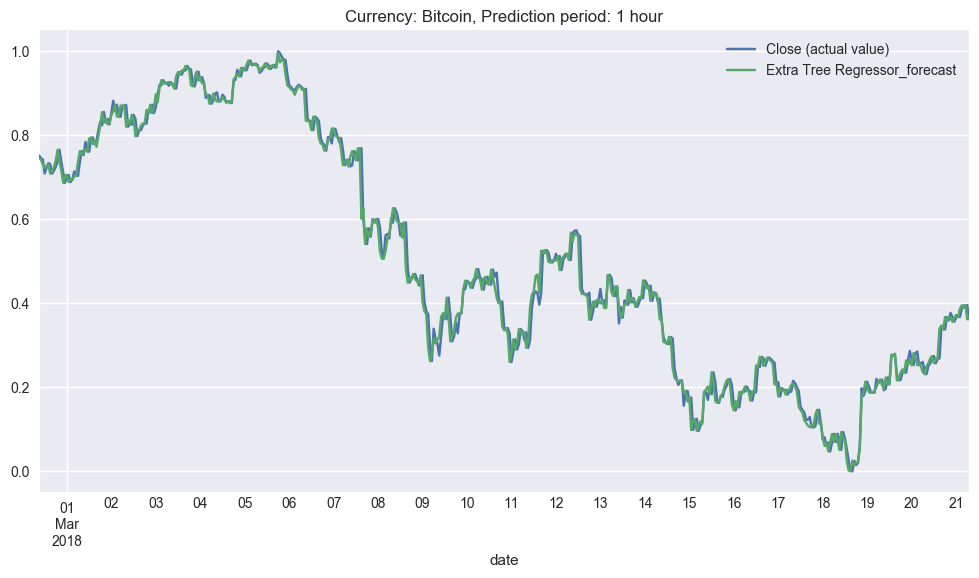 Currency: Bitcoin, Prediction period: 1 hour
Close (actual value)
Extra Tree Regressor_forecast
1.0
0.8
0.6
0.4
0.2
0.0
01 02 03 04 05 06 07 08 09 10 11 12 13 14 15 16 17 18 19 20 21
Mar
2018
date